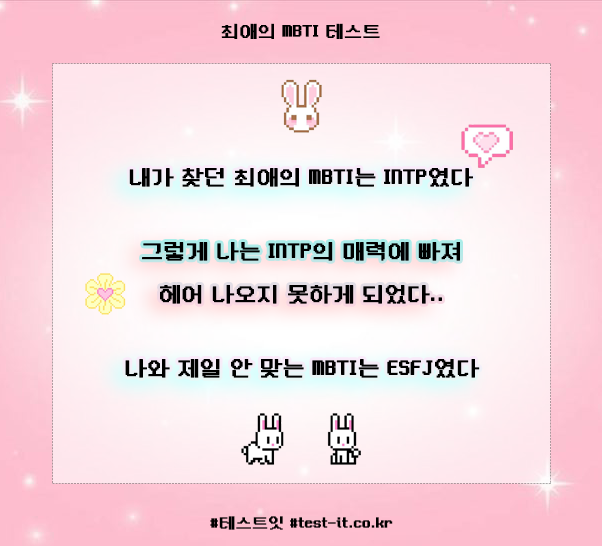 최애의 MBTI 테스트
내가 찾던 최애의 MBTI는 INTP였다
그렇게 나는 INTP의 매력에 빠져
헤어 나오지 못하게 되었다..
나와 제일 안 맞는 MBTI는 ESFJ였다
#테스트잇 #test-it.co.kr